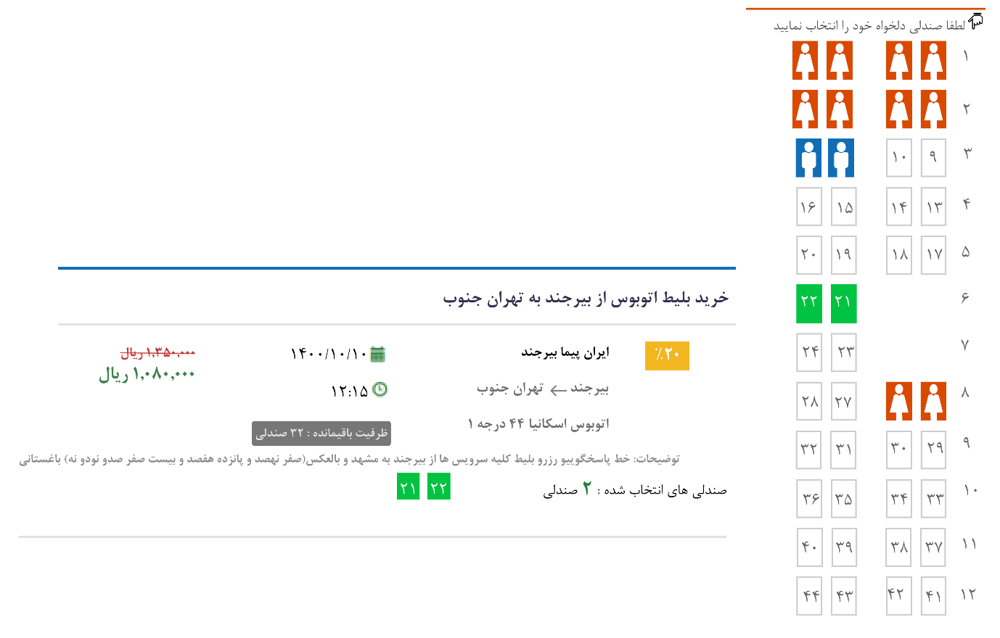 لطفا صندلی دلخواه خود را انتخاب نمایید
۱
۲
۳ ۹ ۱۰
۴ ۱۳ ۱۴ ۱۵ ۱۶
۵ ۱۷ ۱۸ ۱۹ ۲۰
۶ ۲۱ ۲۲
۷ ۲۳ ۲۴
۸ ۲۷ ۲۸
۹ ۲۹ ۳۰ ۳۱ ۳۲
۱۰ ۳۳ ۳۴ ۳۵ ۳۶
۱۱ ۳۷ ۳۸ ۳۹ ۴۰
۱۲ ۴۱ ۴۲ ۴۳ ۴۴
خرید بلیط اتوبوس از بیرجند به تهران جنوب
٪۲۰ ایران پیما بیرجند ۱۴۰۰/۱۰/۱۰ ۱,۳۵۰,۰۰۰ ریال
۱,۰۸۰,۰۰۰ ریال
بیرجند ← تهران جنوب ۱۲:۱۵
اتوبوس اسکانیا ۴۴ درجه ۱ ظرفیت باقیمانده : ۳۲ صندلی
توضیحات: خط پاسخگوییو رزرو بلیط کلیه سرویس ها از بیرجند به مشهد و بالعکس(صفر نهصد و پانزده هفصد و بیست صفر صدو نودو نه) باغستانی
صندلی های انتخاب شده : ۲ صندلی ۲۲ ۲۱